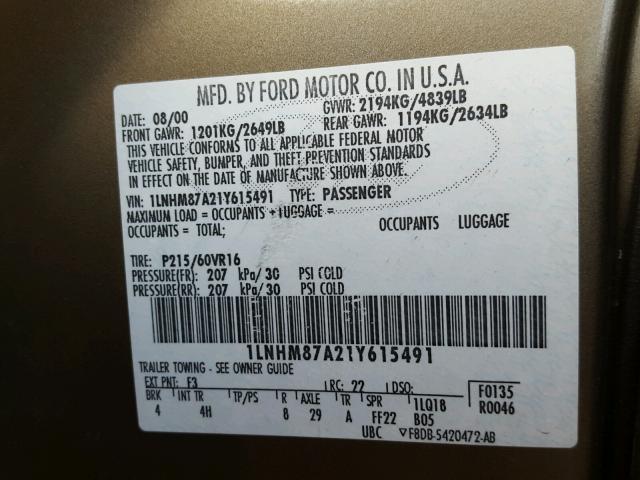 MFD. BY FORD MOTOR CO. IN U.S.A.
DATE: 08/00 GVWR: 2194KG/4839LB
FRONT GAWR: 1201KG/2649LB REAR GAWR: 1194KG/2634LB
THIS VEHICLE CONFORMS TO ALL APPLICABLE FEDERAL MOTOR
VEHICLE SAFETY, BUMPER, AND THEFT PREVENTION STANDARDS
IN EFFECT ON THE DATE OF MANUFACTURE SHOWN ABOVE.
VIN: 1LNHM87A21Y615491 TYPE: PASSENGER
MAXIMUM LOAD = OCCUPANTS + LUGGAGE =
OCCUPANTS = TOTAL; OCCUPANTS LUGGAGE
TIRE: P215/60VR16
PRESSURE(FR) 207 kPa/30 PSI COLD
PRESSURE(RR) 207 kPa/30 PSI COLD
1LNHM87A21Y615491
TRAILER TOWING - SEE OWNER GUIDE
EXT PNT: F3 RC: 22 DSO: F0135
BRK INT TR TP/PS R AXLE TR SPR 1LQ18 R0046
4 4H 8 29 A FF22 B05
UBC ▽F8DB-5420472-AB